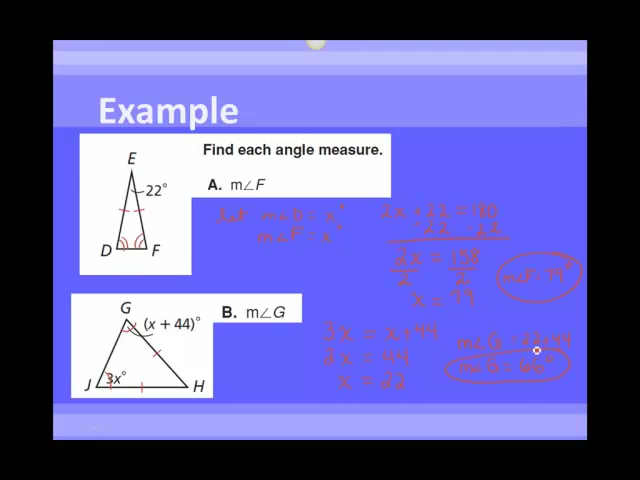 Example
Find each angle measure.
A. m∠F
E
22°
D
F
Let m∠D = x°
m∠F = x°
2x + 22 = 180
-22 -22
2x = 158
2 2
x = 79
m∠F = 79°
B. m∠G
G
(x + 44)°
J
3x°
H
3x = x + 44
2x = 44
x = 22
m∠G = 22+44
m∠G = 66°